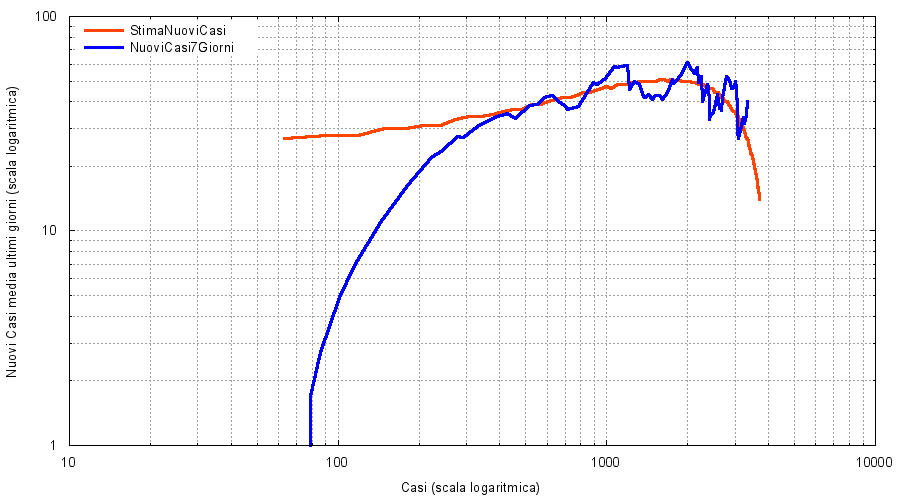 100
StimaNuoviCasi
NuoviCasi7Giorni
Nuovi Casi media ultimi giorni (scala logaritmica)
10
1
10
100
1000
10000
Casi (scala logaritmica)